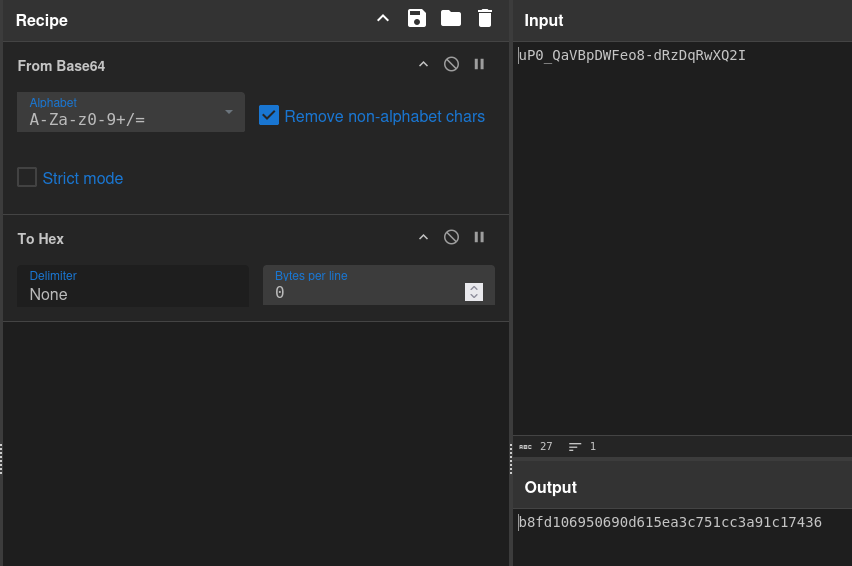 Recipe
From Base64
Alphabet
A-Za-z0-9+/=
Remove non-alphabet chars
Strict mode
To Hex
Delimiter
None
Bytes per line
0
Input
uP0_QaVBpDWFeo8-dRzDqRwXQ2I
ABC 27 1
Output
b8fd106950690d615ea3c751cc3a91c17436